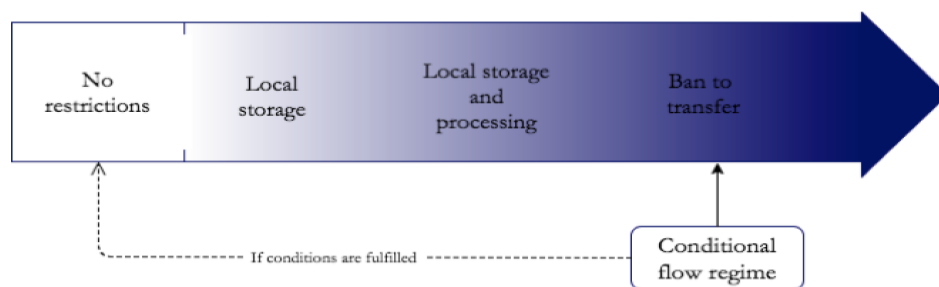 No
restrictions
Local
storage
Local storage
and
processing
Ban to
transfer
If conditions are fulfilled
Conditional
flow regime